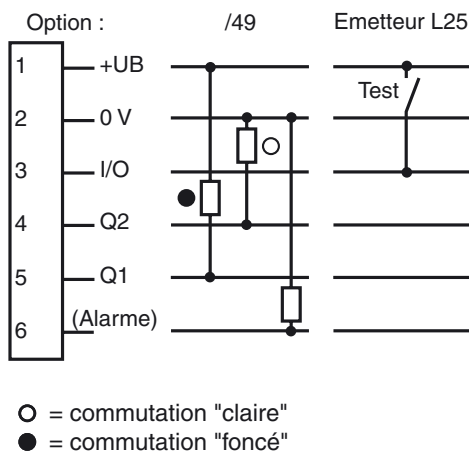 Option : /49 Emetteur L25
1 +UB
Test
2 0 V
3 I/O
4 Q2
5 Q1
6 (Alarme)
= commutation "claire"
= commutation "foncé"